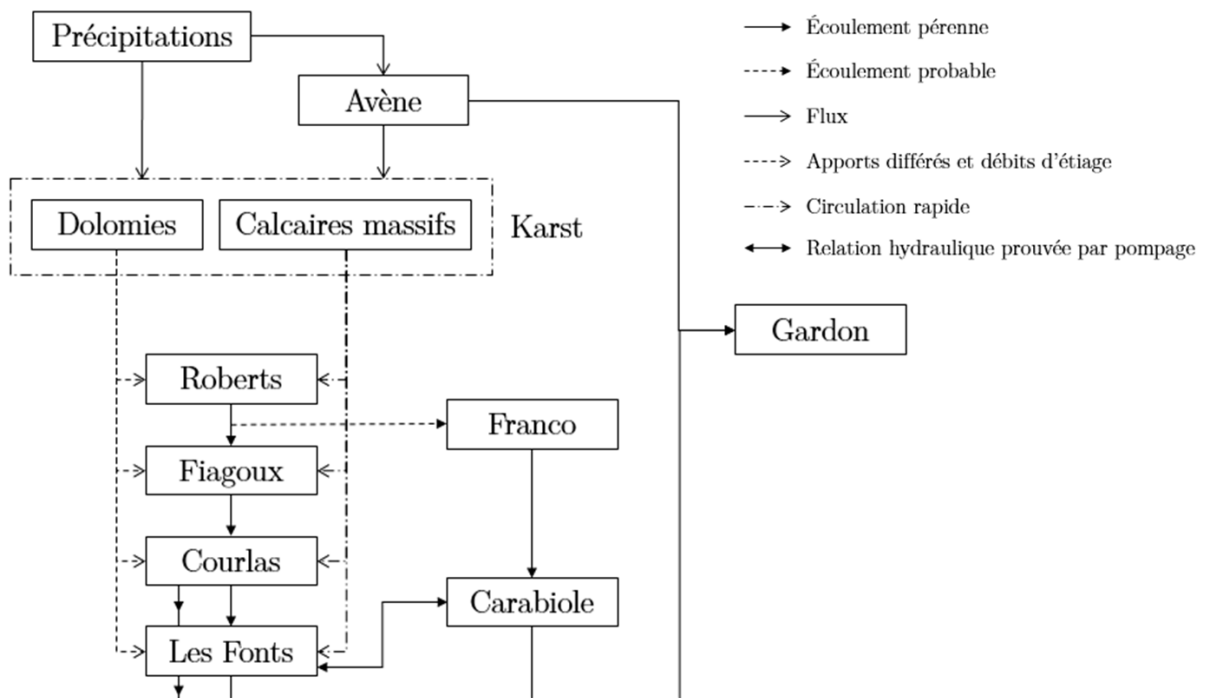 Précipitations
Avène
Dolomies
Calcaires massifs
Karst
Roberts
Franco
Fiagoux
Courlas
Carabiole
Les Fonts
Gardon
Écoulement pérenne
Écoulement probable
Flux
Apports différés et débits d'étiage
Circulation rapide
Relation hydraulique prouvée par pompage